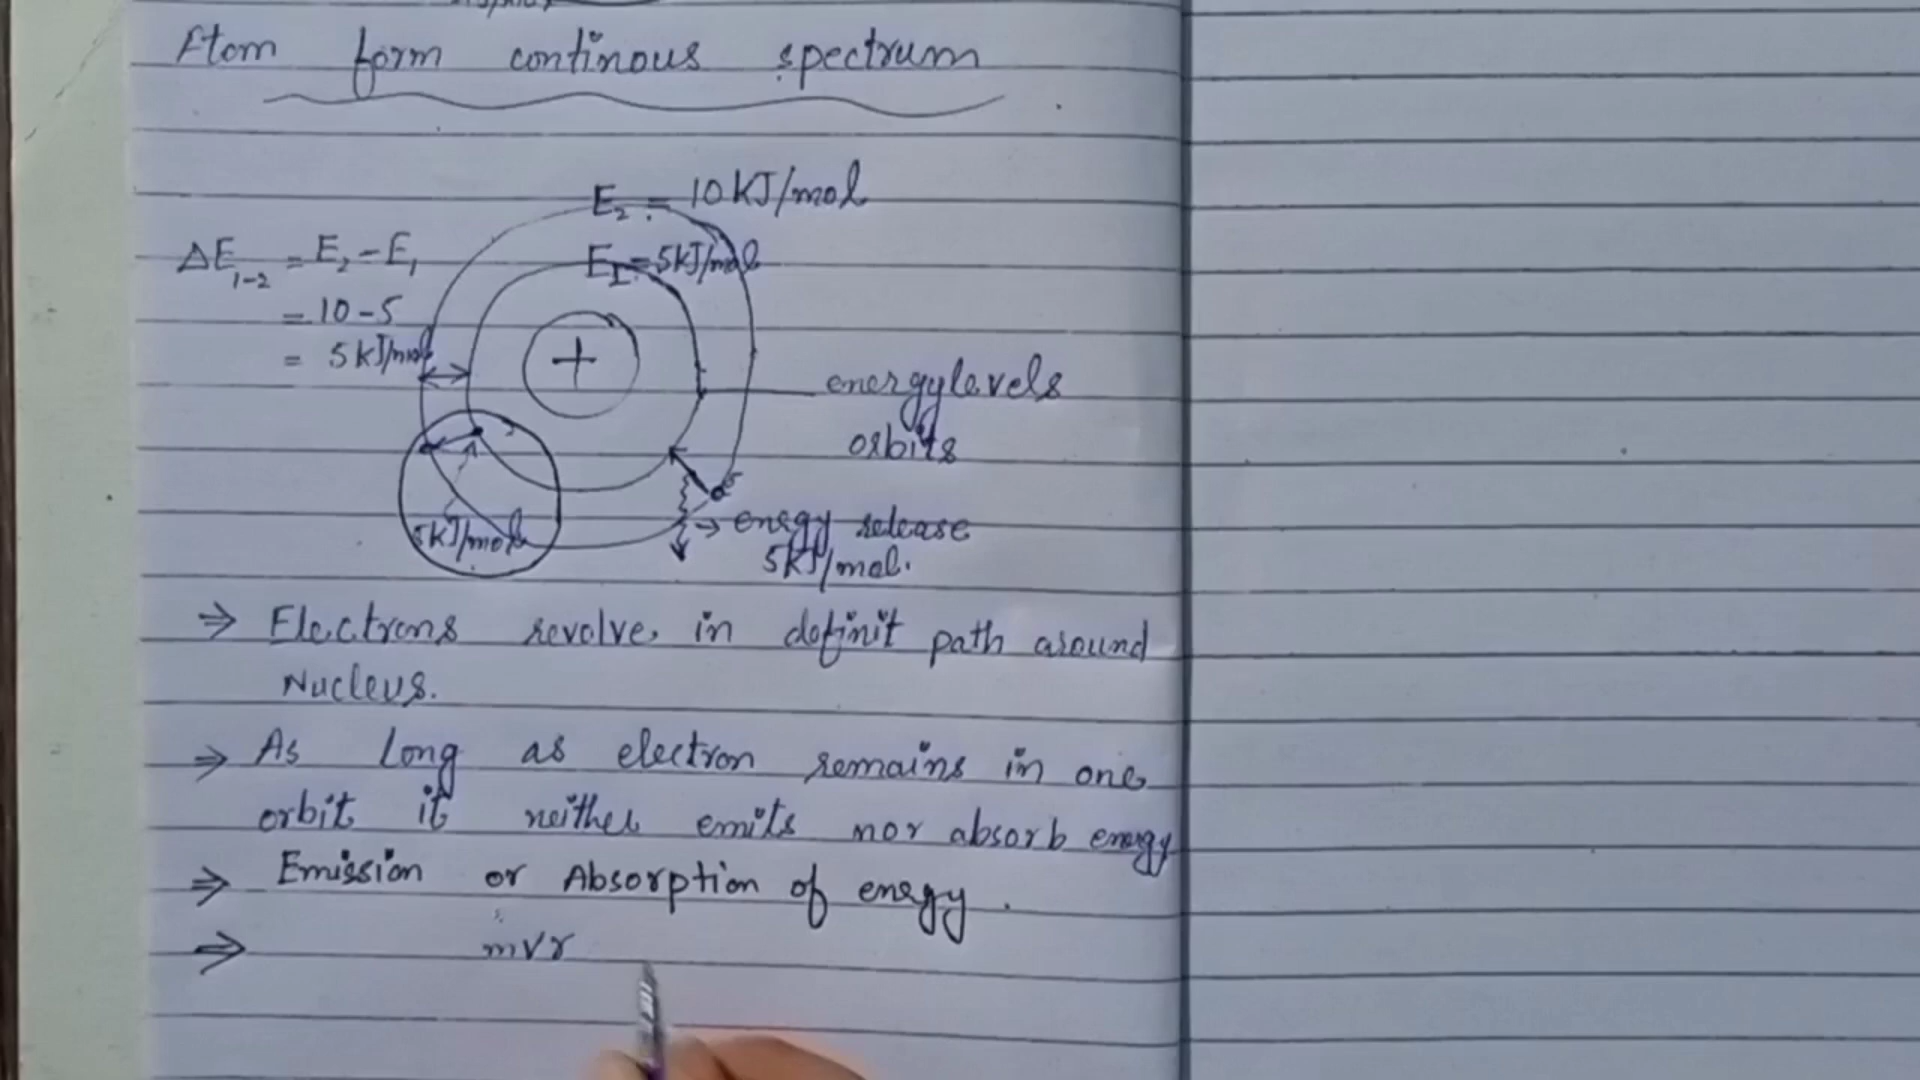 Atom form continous spectrum
E2 = 10 KJ/mol
E1 = 5kJ/mol
ΔE1-2 = E2 - E1
= 10 - 5
= 5 kJ/mol
+
energy levels
orbits
5kJ/mol
→ energy release
5kJ/mol.
⇒ Electrons revolve in definit path around
Nucleus.
⇒ As Long as electron remains in one
orbit it neither emits nor absorb energy
⇒ Emission or Absorption of energy.
⇒ mvr